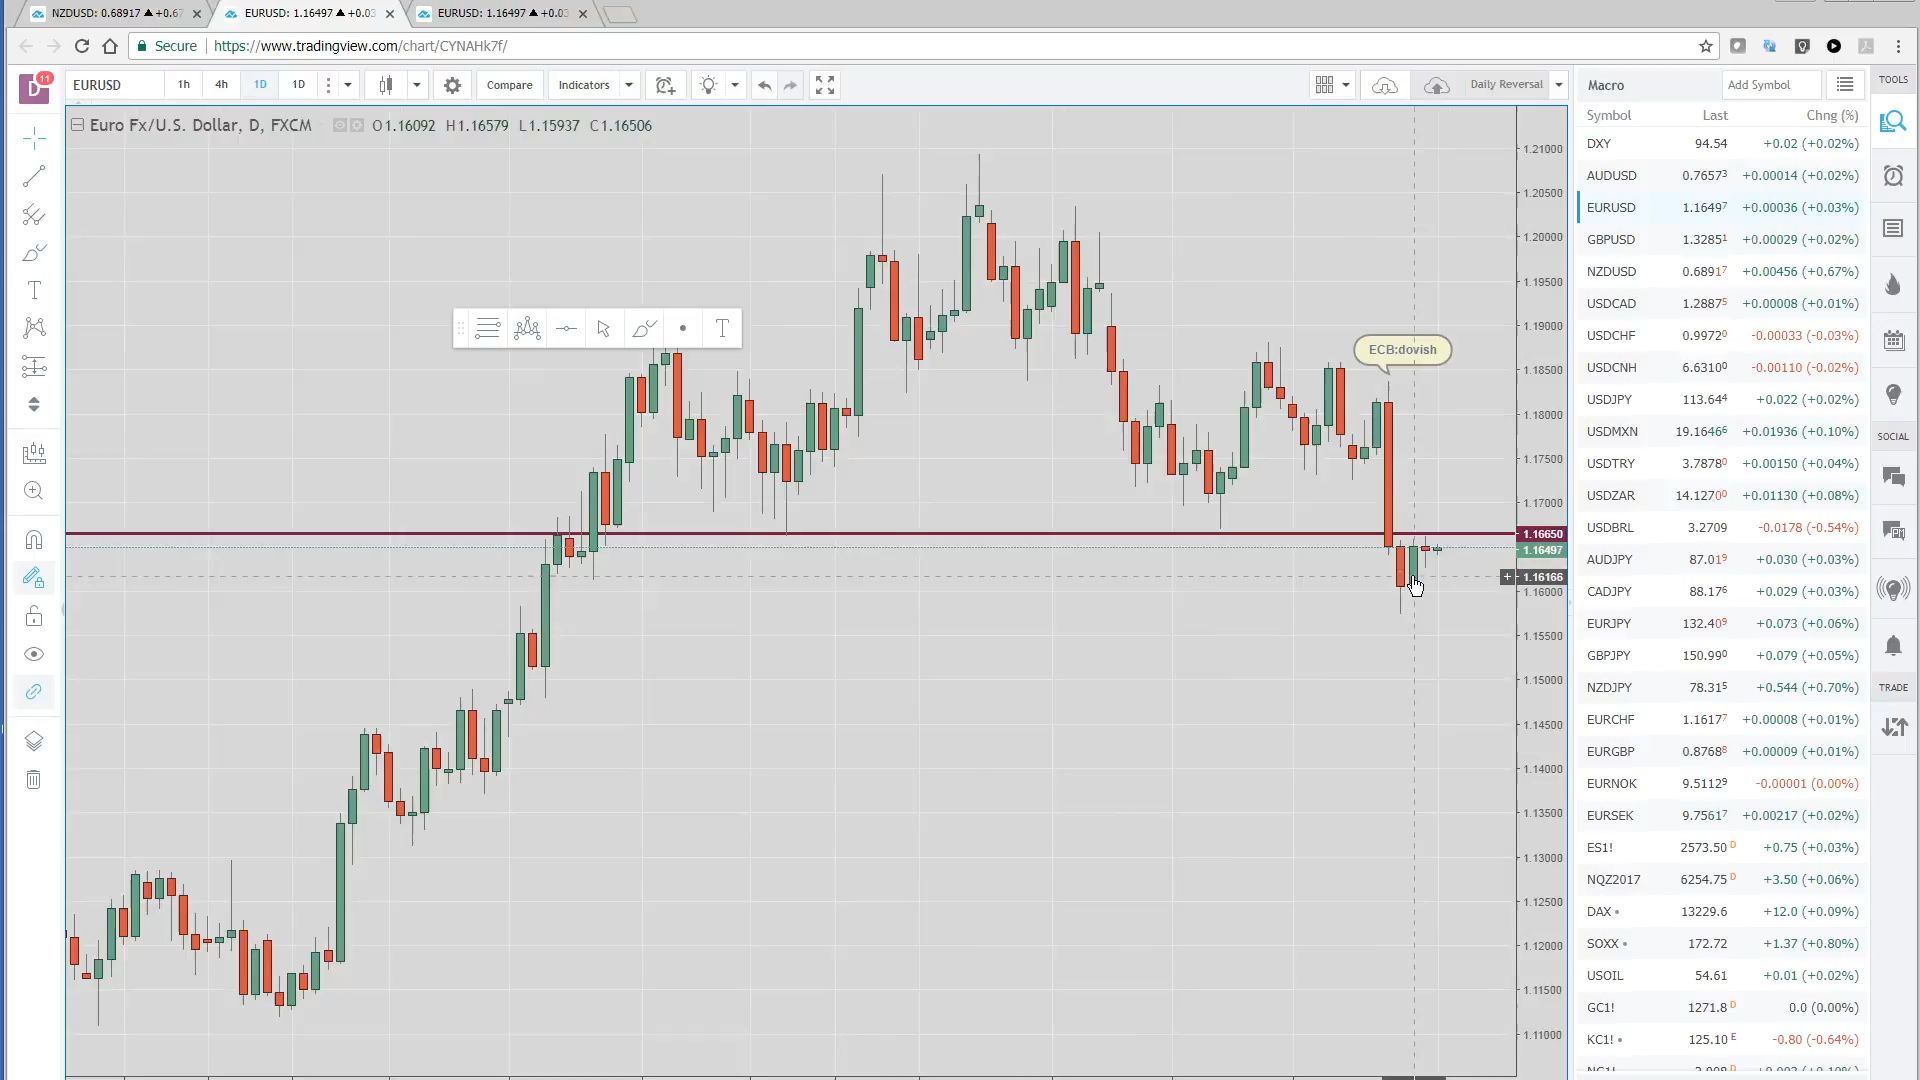 NZDUSD: 0.68917 ▲ +0.67
EURUSD: 1.16497 ▲ +0.03
EURUSD: 1.16497 ▲ +0.03
Secure https://www.tradingview.com/chart/CYNAHk7f/
D 11
EURUSD 1h 4h 1D 1D Compare Indicators Daily Reversal
Macro Add Symbol TOOLS
Euro Fx/U.S. Dollar, D, FXCM O1.16092 H1.16579 L1.15937 C1.16506
Symbol Last Chng (%)
DXY 94.54 +0.02 (+0.02%)
AUDUSD 0.76573 +0.00014 (+0.02%)
EURUSD 1.16497 +0.00036 (+0.03%)
GBPUSD 1.32851 +0.00029 (+0.02%)
NZDUSD 0.68917 +0.00456 (+0.67%)
USDCAD 1.28875 +0.00008 (+0.01%)
USDCHF 0.99720 -0.00033 (-0.03%)
USDCNH 6.63100 -0.00110 (-0.02%)
USDJPY 113.644 +0.022 (+0.02%)
USDMXN 19.16466 +0.01936 (+0.10%)
SOCIAL
USDTRY 3.78780 +0.00150 (+0.04%)
USDZAR 14.12700 +0.01130 (+0.08%)
USDBRL 3.2709 -0.0178 (-0.54%)
AUDJPY 87.019 +0.030 (+0.03%)
CADJPY 88.176 +0.029 (+0.03%)
EURJPY 132.409 +0.073 (+0.06%)
GBPJPY 150.990 +0.079 (+0.05%)
NZDJPY 78.315 +0.544 (+0.70%)
TRADE
EURCHF 1.16177 +0.00008 (+0.01%)
EURGBP 0.87688 +0.00009 (+0.01%)
EURNOK 9.51129 -0.00001 (0.00%)
EURSEK 9.75617 +0.00217 (+0.02%)
ES1! 2573.50 D +0.75 (+0.03%)
NQZ2017 6254.75 D +3.50 (+0.06%)
DAX 13229.6 +12.0 (+0.09%)
SOXX 172.72 +1.37 (+0.80%)
USOIL 54.61 +0.01 (+0.02%)
GC1! 1271.8 D 0.0 (0.00%)
KC1! 125.10 E -0.80 (-0.64%)
ECB:dovish
1.21000
1.20500
1.20000
1.19500
1.19000
1.18500
1.18000
1.17500
1.17000
1.16650
1.16497
1.16166
1.16000
1.15500
1.15000
1.14500
1.14000
1.13500
1.13000
1.12500
1.12000
1.11500
1.11000